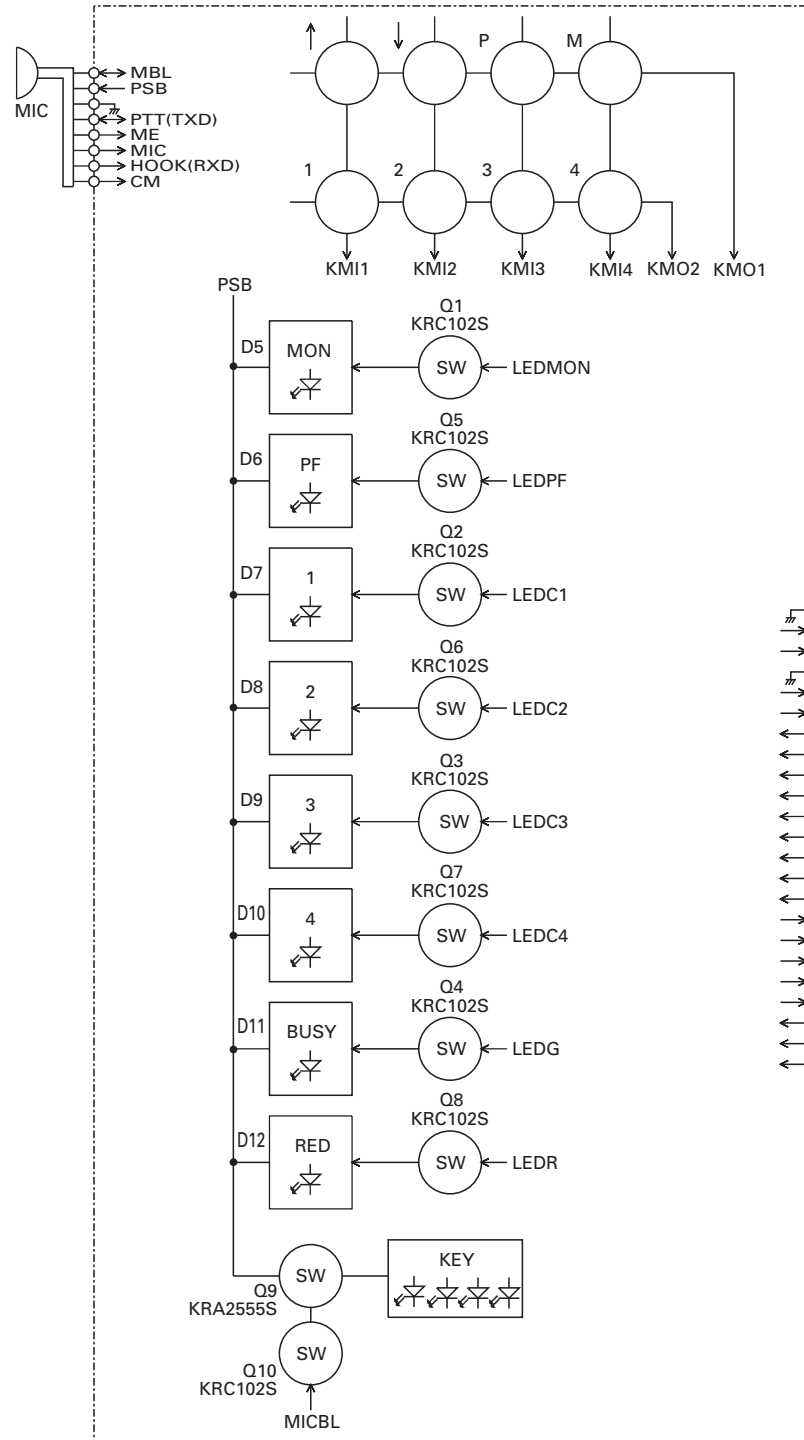 P M
MIC
MBL
PSB
PTT(TXD)
ME
MIC
HOOK(RXD)
CM
1 2 3 4
KMI1 KMI2 KMI3 KMI4 KMO2 KMO1
PSB
Q1
KRC102S
D5 MON SW LEDMON
Q5
KRC102S
D6 PF SW LEDPF
Q2
KRC102S
D7 1 SW LEDC1
Q6
KRC102S
D8 2 SW LEDC2
Q3
KRC102S
D9 3 SW LEDC3
Q7
KRC102S
D10 4 SW LEDC4
Q4
KRC102S
D11 BUSY SW LEDG
Q8
KRC102S
D12 RED SW LEDR
SW KEY
Q9
KRA2555S
SW
Q10
KRC102S
MICBL